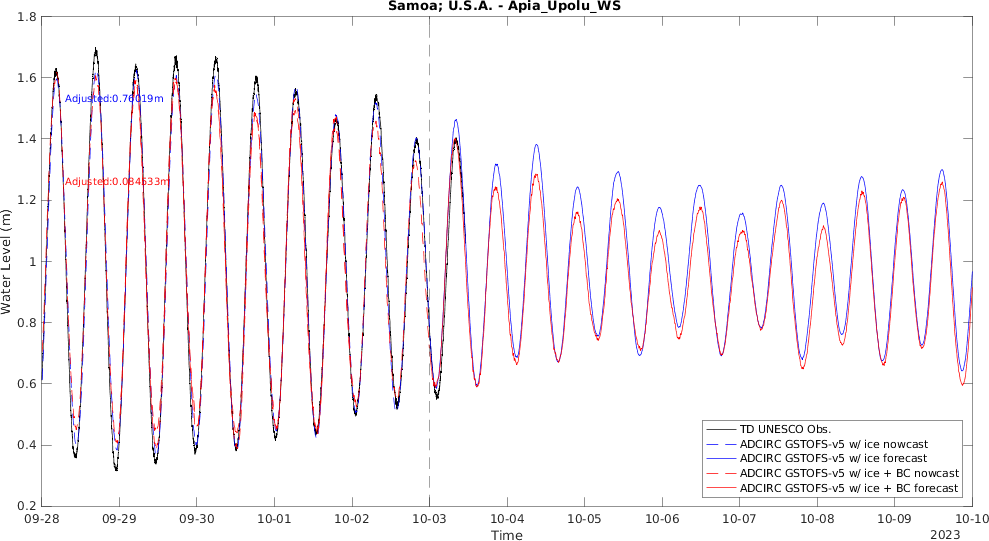 Samoa; U.S.A. - Apia_Upolu_WS
1.8
1.6
1.4
1.2
1
0.8
0.6
0.4
0.2
Water Level (m)
Adjusted:0.76019m
Adjusted:0.084533m
TD UNESCO Obs.
ADCIRC GSTOFS-v5 w/ ice nowcast
ADCIRC GSTOFS-v5 w/ ice forecast
ADCIRC GSTOFS-v5 w/ ice + BC nowcast
ADCIRC GSTOFS-v5 w/ ice + BC forecast
09-28 09-29 09-30 10-01 10-02 10-03 10-04 10-05 10-06 10-07 10-08 10-09 10-10
Time
2023